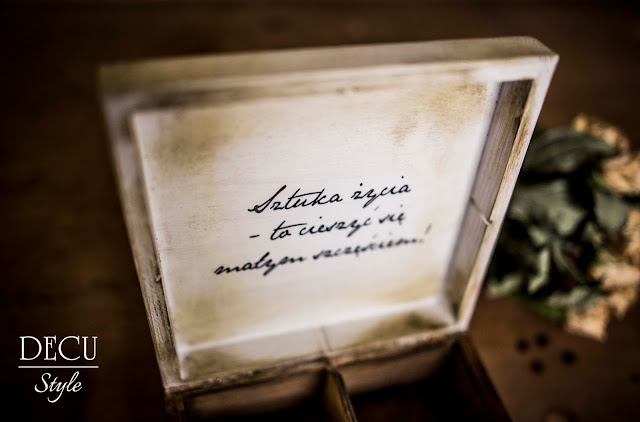 Sztuka życia
- to cieszyć się
małym szczęściem!
DECU
Style